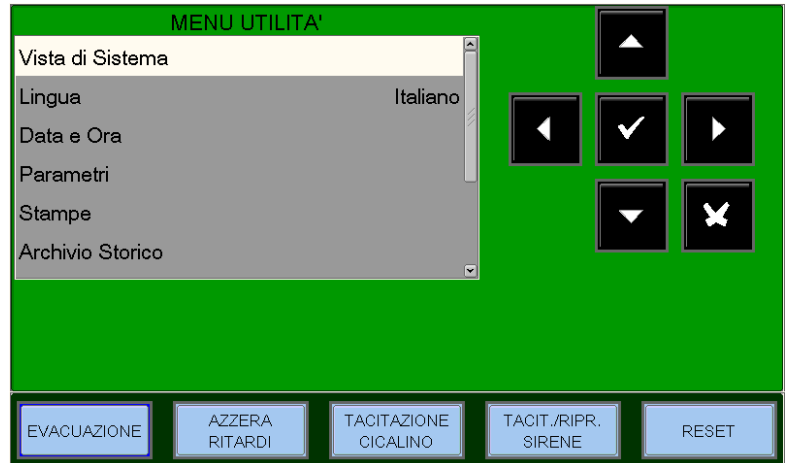 MENU UTILITA'
Vista di Sistema
Lingua Italiano
Data e Ora
Parametri
Stampe
Archivio Storico
EVACUAZIONE
AZZERA
RITARDI
TACITAZIONE
CICALINO
TACIT./RIPR.
SIRENE
RESET